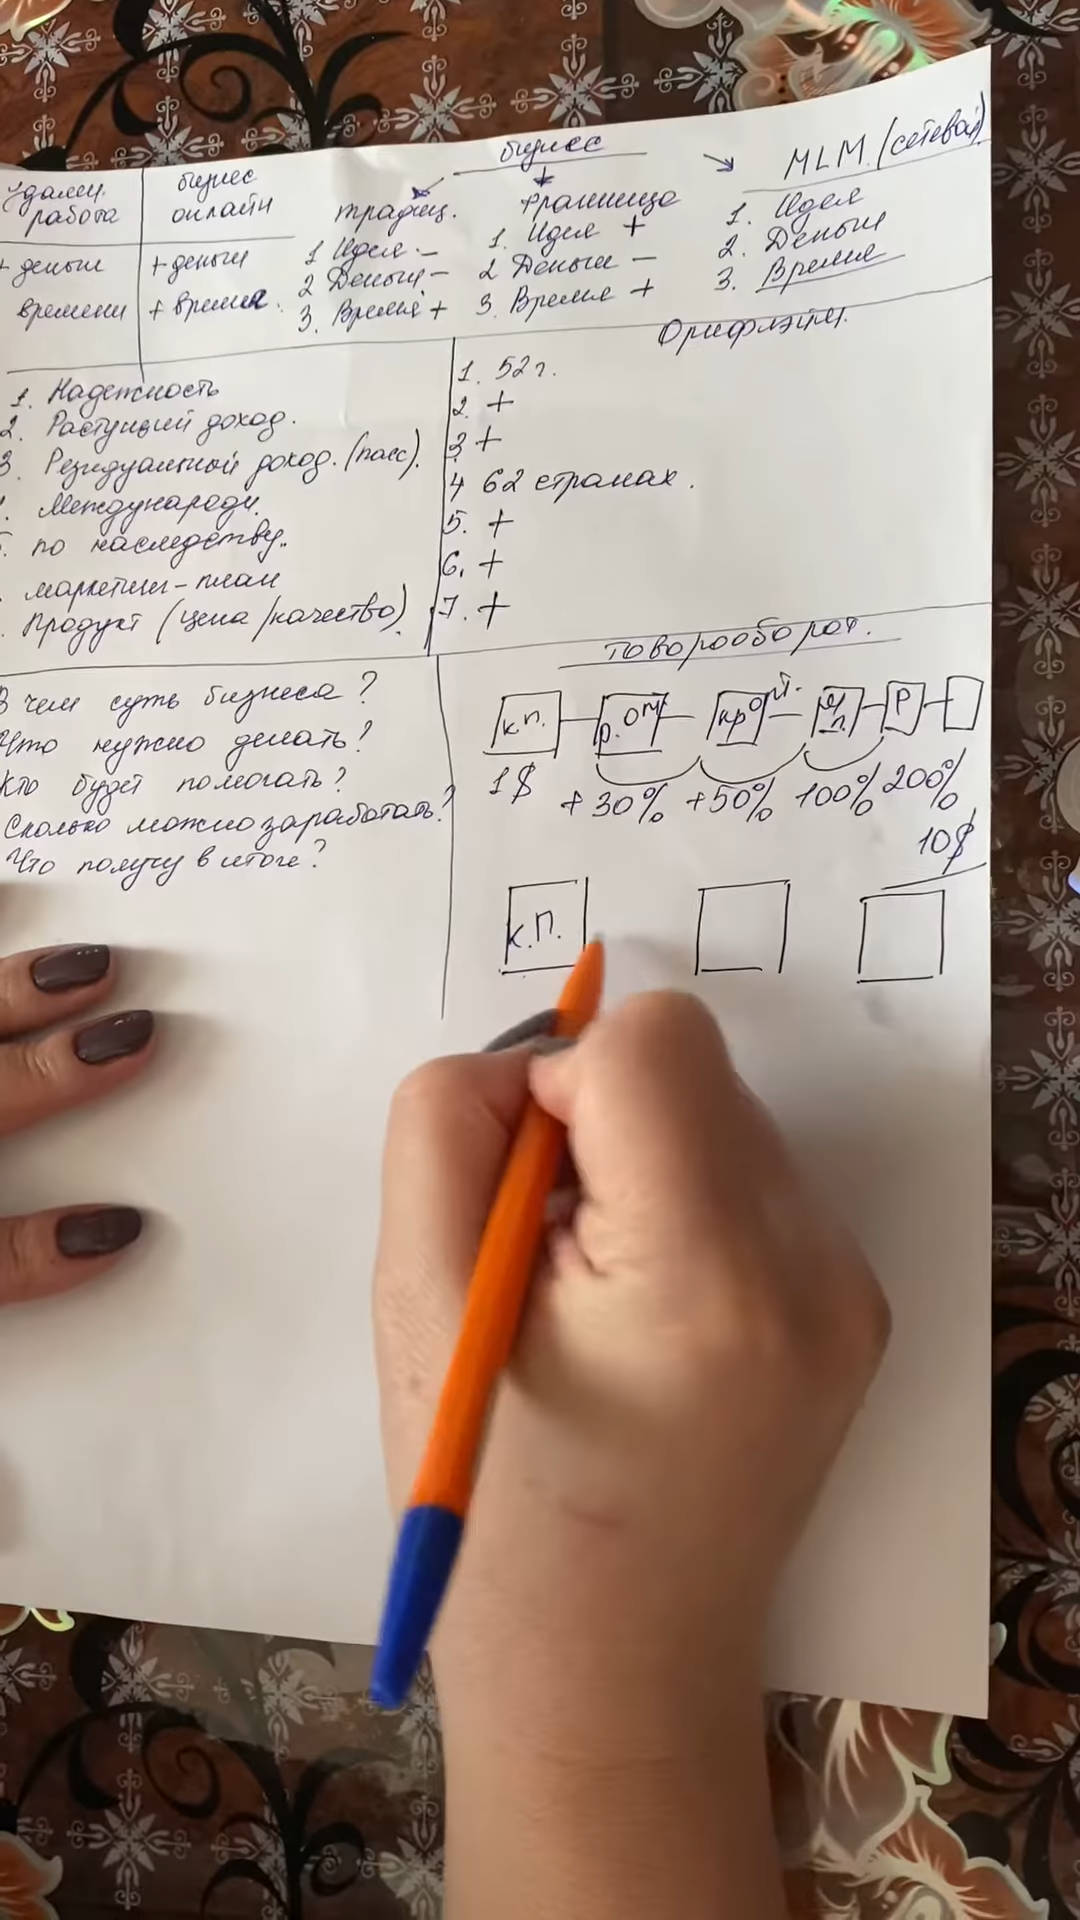 бизнес
MLM. (сетевой)
удален. работа
бизнес онлайн
традиц.
Франшиза
+ деньги
+ деньги
времени
+ время.
1 Идея -
2 Деньги -
3. Время +
1. Идея +
2 Деньги -
3. Время +
1. Идея
2. Деньги
3. Время
Орифлэйм.
1. Надежность
2. Растущий доход.
3. Резидуальный доход. (пасс).
Международн.
по наследству.
маркетинг-план
Продукт (цена/качество).
1. 52 г.
2. +
3 +
4 62 странах.
5. +
6. +
7. +
В чем суть бизнеса?
Что нужно делать?
Кто будет помогать?
Сколько можно заработать?
Что получу в итоге?
товарооборот.
к.п.
р. ОПТ
кр ОПТ.
м. п.
Р
1$
+ 30%
+50%
100%
200%
10$
к.п.